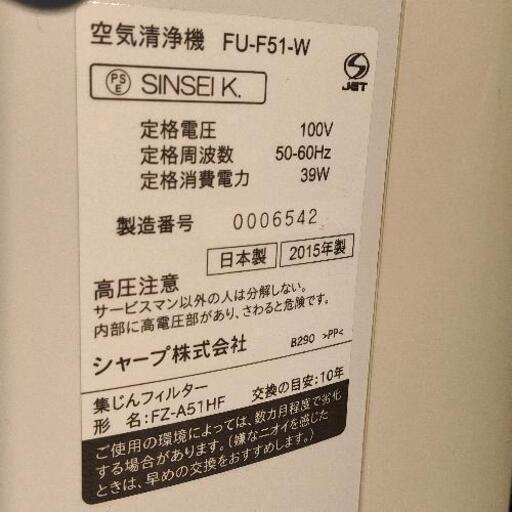 空気清浄機 FU-F51-W
PS
E
SINSEI K.
JET
定格電圧 100V
定格周波数 50-60Hz
定格消費電力 39W
製造番号 0006542
日本製 2015年製
高圧注意
サービスマン以外の人は分解しない。
内部に高電圧部があり、さわると危険です。
シャープ株式会社 B290 >PP<
集じんフィルター 交換の目安:10年
形 名:FZ-A51HF
ご使用の環境によっては、数カ月程度で劣化
する場合があります。(嫌なニオイを感じた
ときは、早めの交換をおすすめします。)